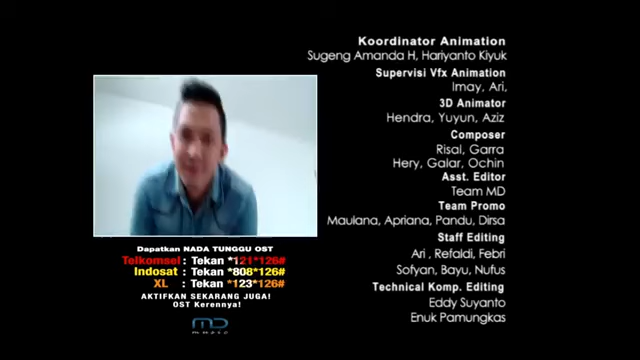 Koordinator Animation
Sugeng Amanda H, Hariyanto Kiyuk
Supervisi Vfx Animation
Imay, Ari,
3D Animator
Hendra, Yuyun, Aziz
Composer
Risal, Garra
Hery, Galar, Ochin
Asst. Editor
Team MD
Team Promo
Maulana, Apriana, Pandu, Dirsa
Staff Editing
Ari , Refaldi, Febri
Sofyan, Bayu, Nufus
Technical Komp. Editing
Eddy Suyanto
Enuk Pamungkas
Dapatkan NADA TUNGGU OST
Telkomsel : Tekan *121*126#
Indosat : Tekan *808*126#
XL : Tekan *123*126#
AKTIFKAN SEKARANG JUGA!
OST Kerennya!
MD